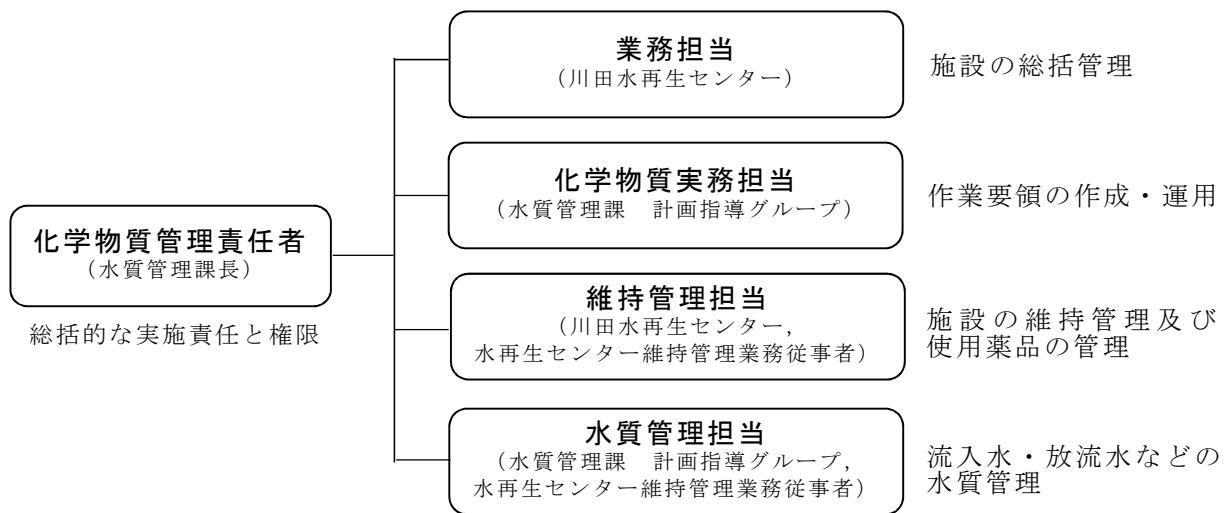 業務担当
（川田水再生センター）
施設の総括管理
化学物質実務担当
（水質管理課　計画指導グループ）
作業要領の作成・運用
化学物質管理責任者
（水質管理課長）
総括的な実施責任と権限
維持管理担当
（川田水再生センター，
水再生センター維持管理業務従事者）
施設の維持管理及び
使用薬品の管理
水質管理担当
（水質管理課　計画指導グループ，
水再生センター維持管理業務従事者）
流入水・放流水などの
水質管理